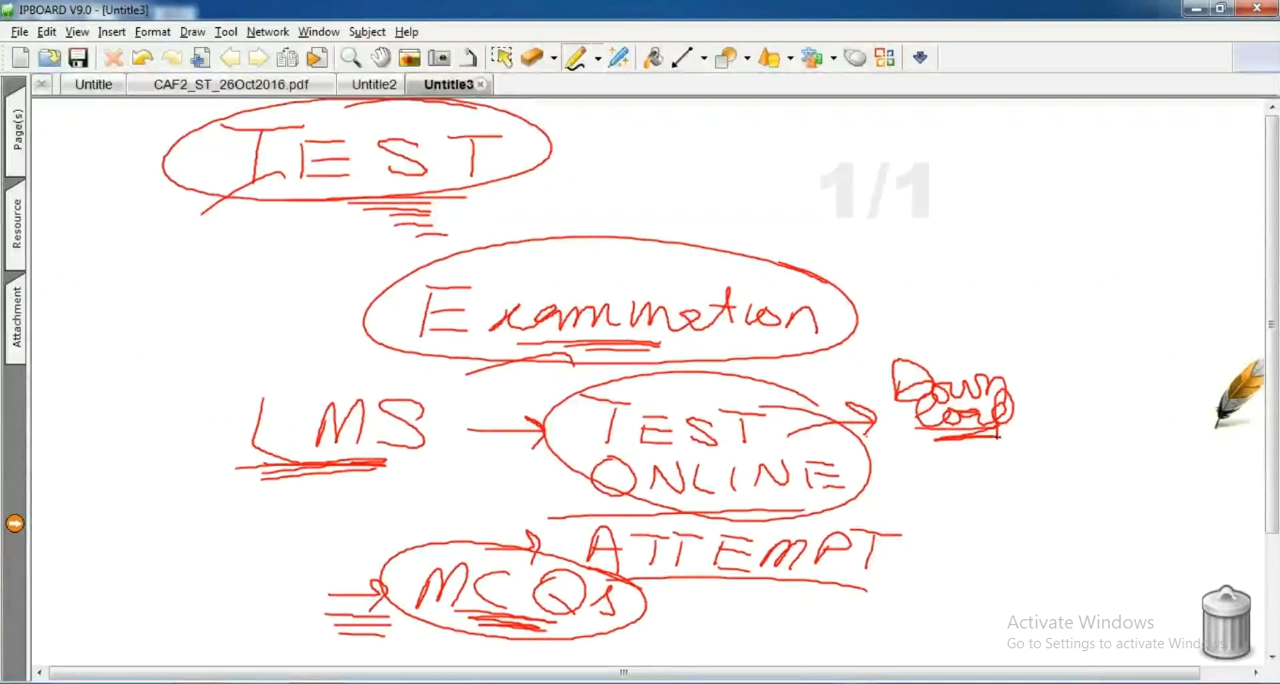 IPBOARD V9.0 - [Untitle3]
File Edit View Insert Format Draw Tool Network Window Subject Help
Untitle CAF2_ST_26Oct2016.pdf Untitle2 Untitle3
Page(s)
Resource
Attachment
1/1
TEST
Examination
LMS → TEST → Down
ONLINE load
→ ATTEMPT
→ MCQs
Activate Windows
Go to Settings to activate Windows.